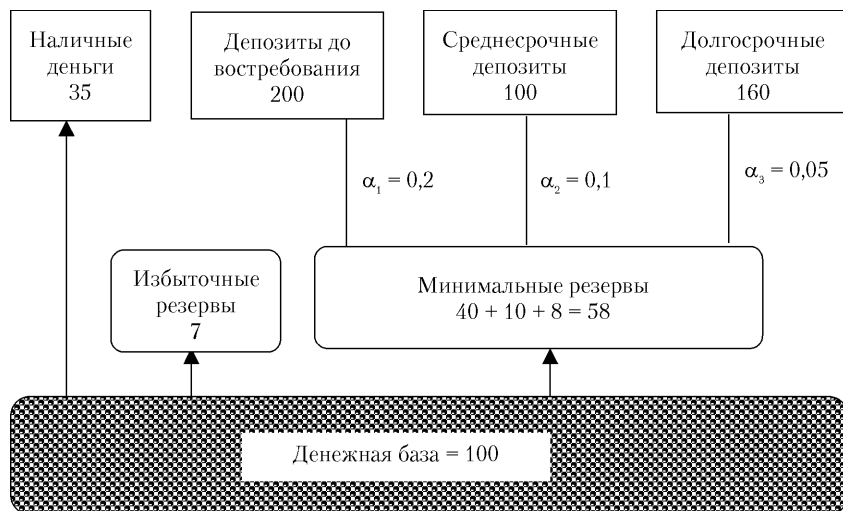 Наличные
деньги
35
Депозиты до
востребования
200
Среднесрочные
депозиты
100
Долгосрочные
депозиты
160
α₁ = 0,2
α₂ = 0,1
α₃ = 0,05
Избыточные
резервы
7
Минимальные резервы
40 + 10 + 8 = 58
Денежная база = 100